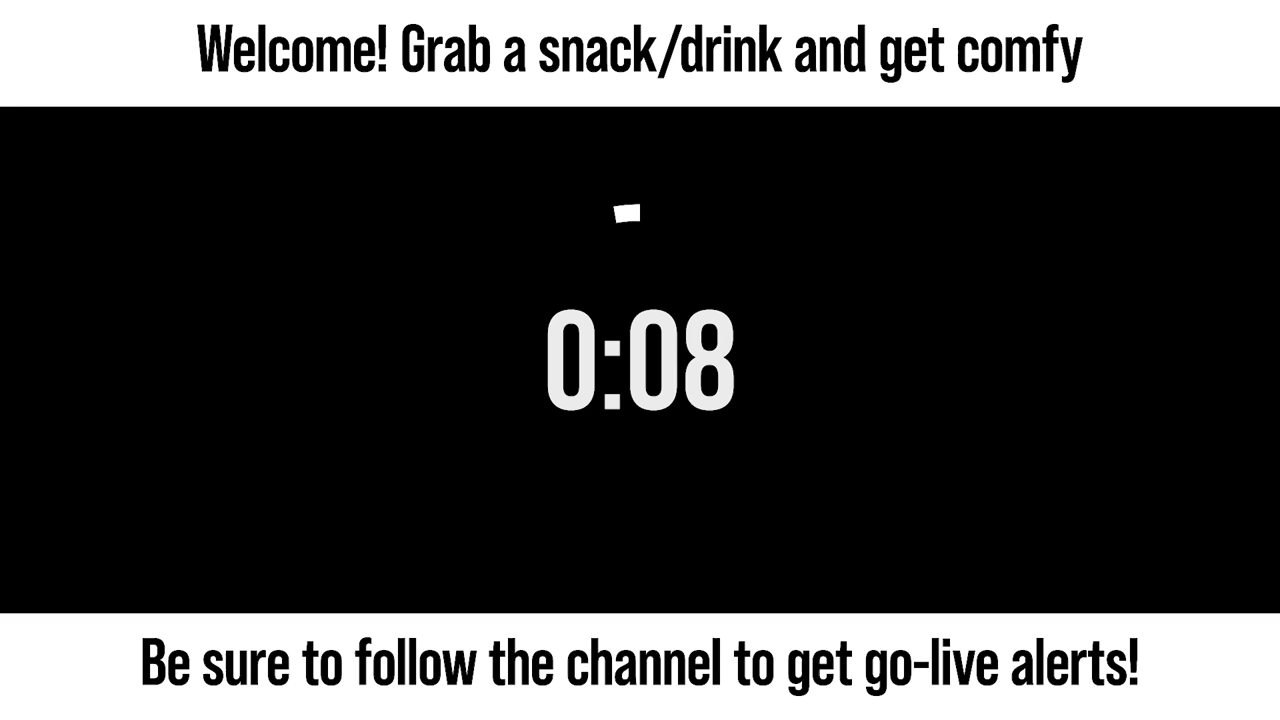 Welcome! Grab a snack/drink and get comfy
0:08
Be sure to follow the channel to get go-live alerts!